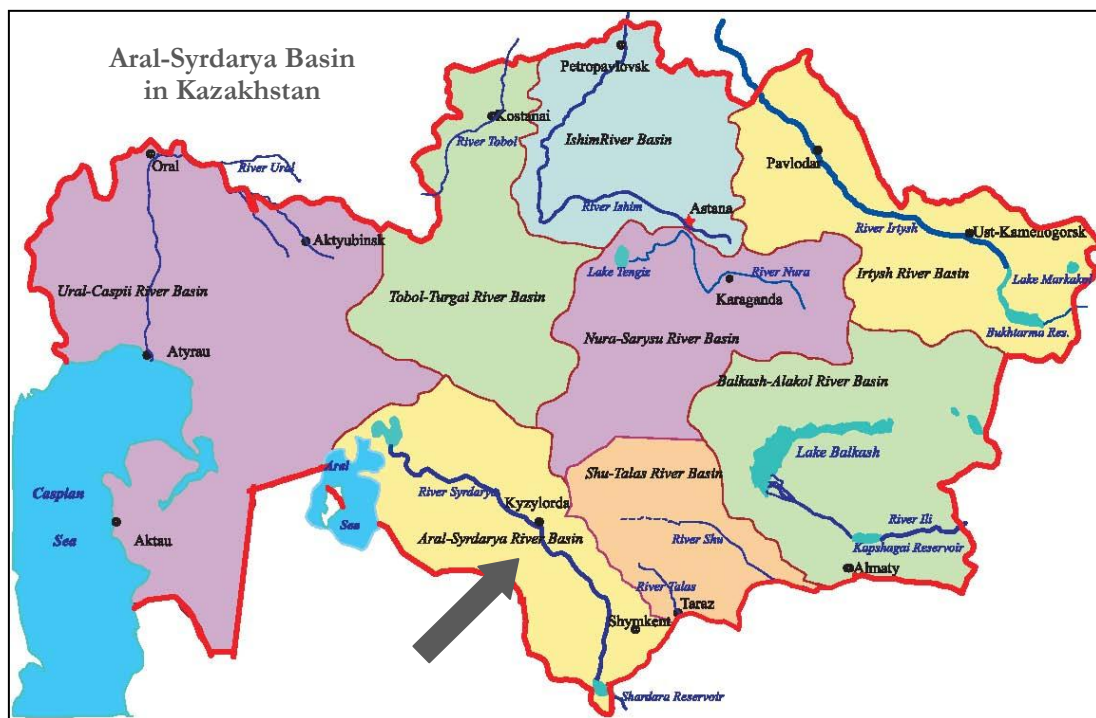 Aral-Syrdarya Basin
in Kazakhstan
Petropavlovsk
Kostanai
River Tobol
IshimRiver Basin
Oral
River Ural
Pavlodar
Aktyubinsk
River Ishim
Astana
River Irtysh
Ust-Kamenogorsk
Lake Tengiz
River Nura
Karaganda
Irtysh River Basin
Lake Markakol
Ural-Caspii River Basin
Tobol-Turgai River Basin
Bukhtarma Res.
Nura-Sarysu River Basin
Atyrau
Balkash-Alakol River Basin
Lake Balkash
Aral
Sea
Shu-Talas River Basin
River Syrdarya
Kyzylorda
Caspian
Sea
Aktau
Aral-Syrdarya River Basin
River Shu
River Ili
Kapshagai Reservoir
Almaty
River Talas
Taraz
Shymkent
Shardara Reservoir